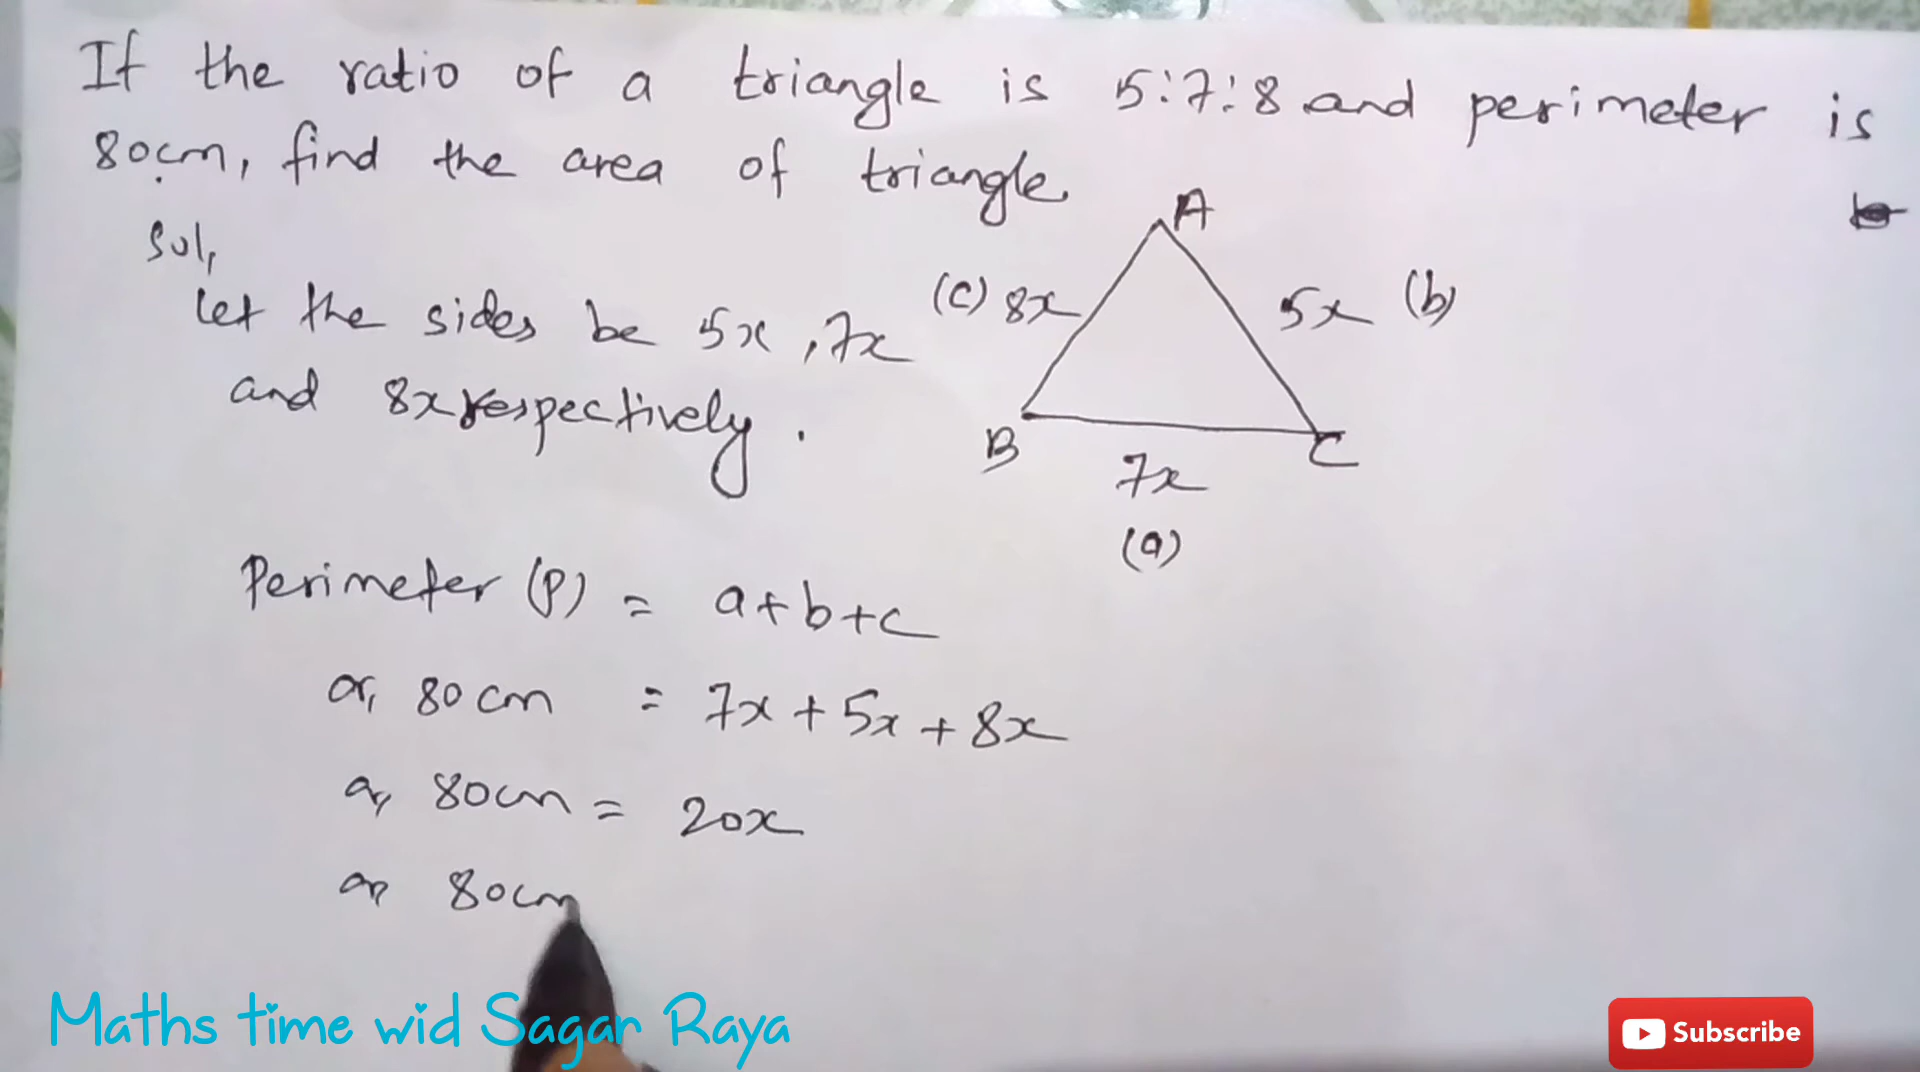 If the ratio of a triangle is 5:7:8 and perimeter is
80cm, find the area of triangle.
Sol,
let the sides be 5x, 7x
and 8x respectively.
A
(c) 8x
5x (b)
B
C
7x
(a)
Perimeter (P) = a+b+c
or, 80 cm = 7x + 5x + 8x
or, 80cm = 20x
or, 80cm
Maths time wid Sagar Raya
Subscribe